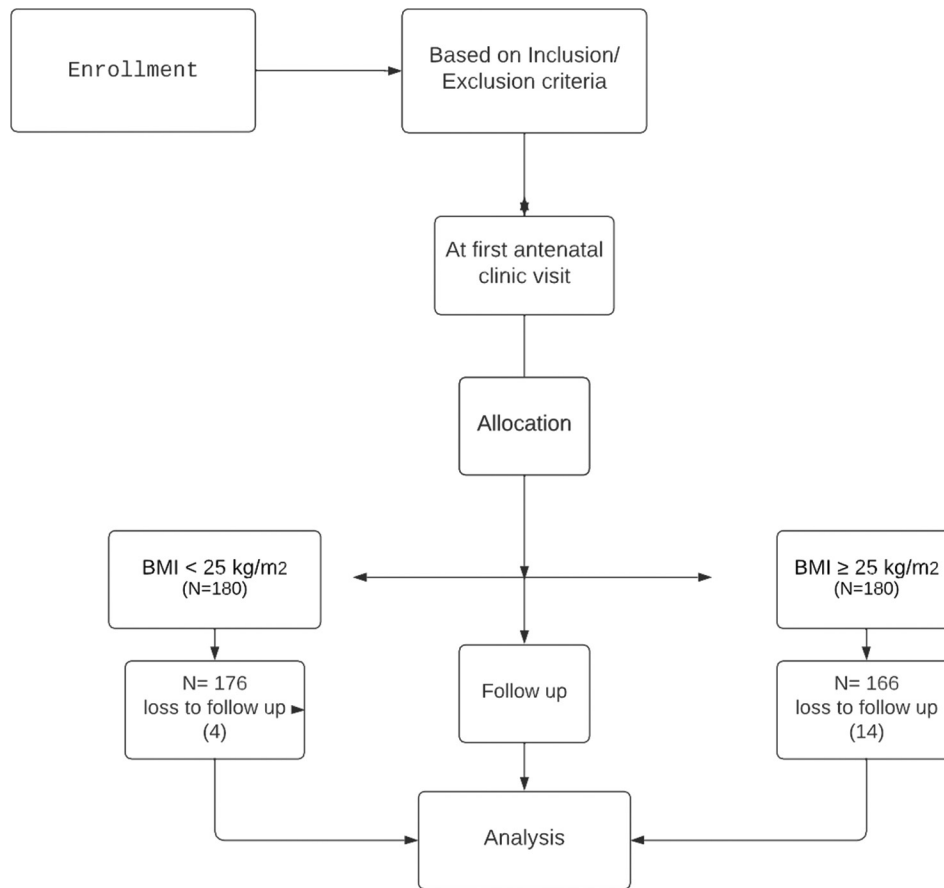 Enrollment
Based on Inclusion/
Exclusion criteria
At first antenatal
clinic visit
Allocation
BMI < 25 kg/m2
(N=180)
BMI ≥ 25 kg/m2
(N=180)
N= 176
loss to follow up
(4)
Follow up
N= 166
loss to follow up
(14)
Analysis